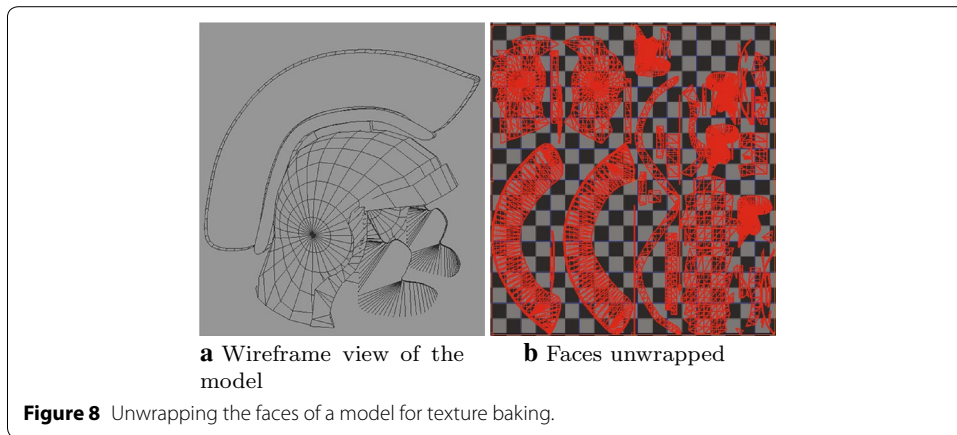 a Wireframe view of the
model
b Faces unwrapped
Figure 8 Unwrapping the faces of a model for texture baking.